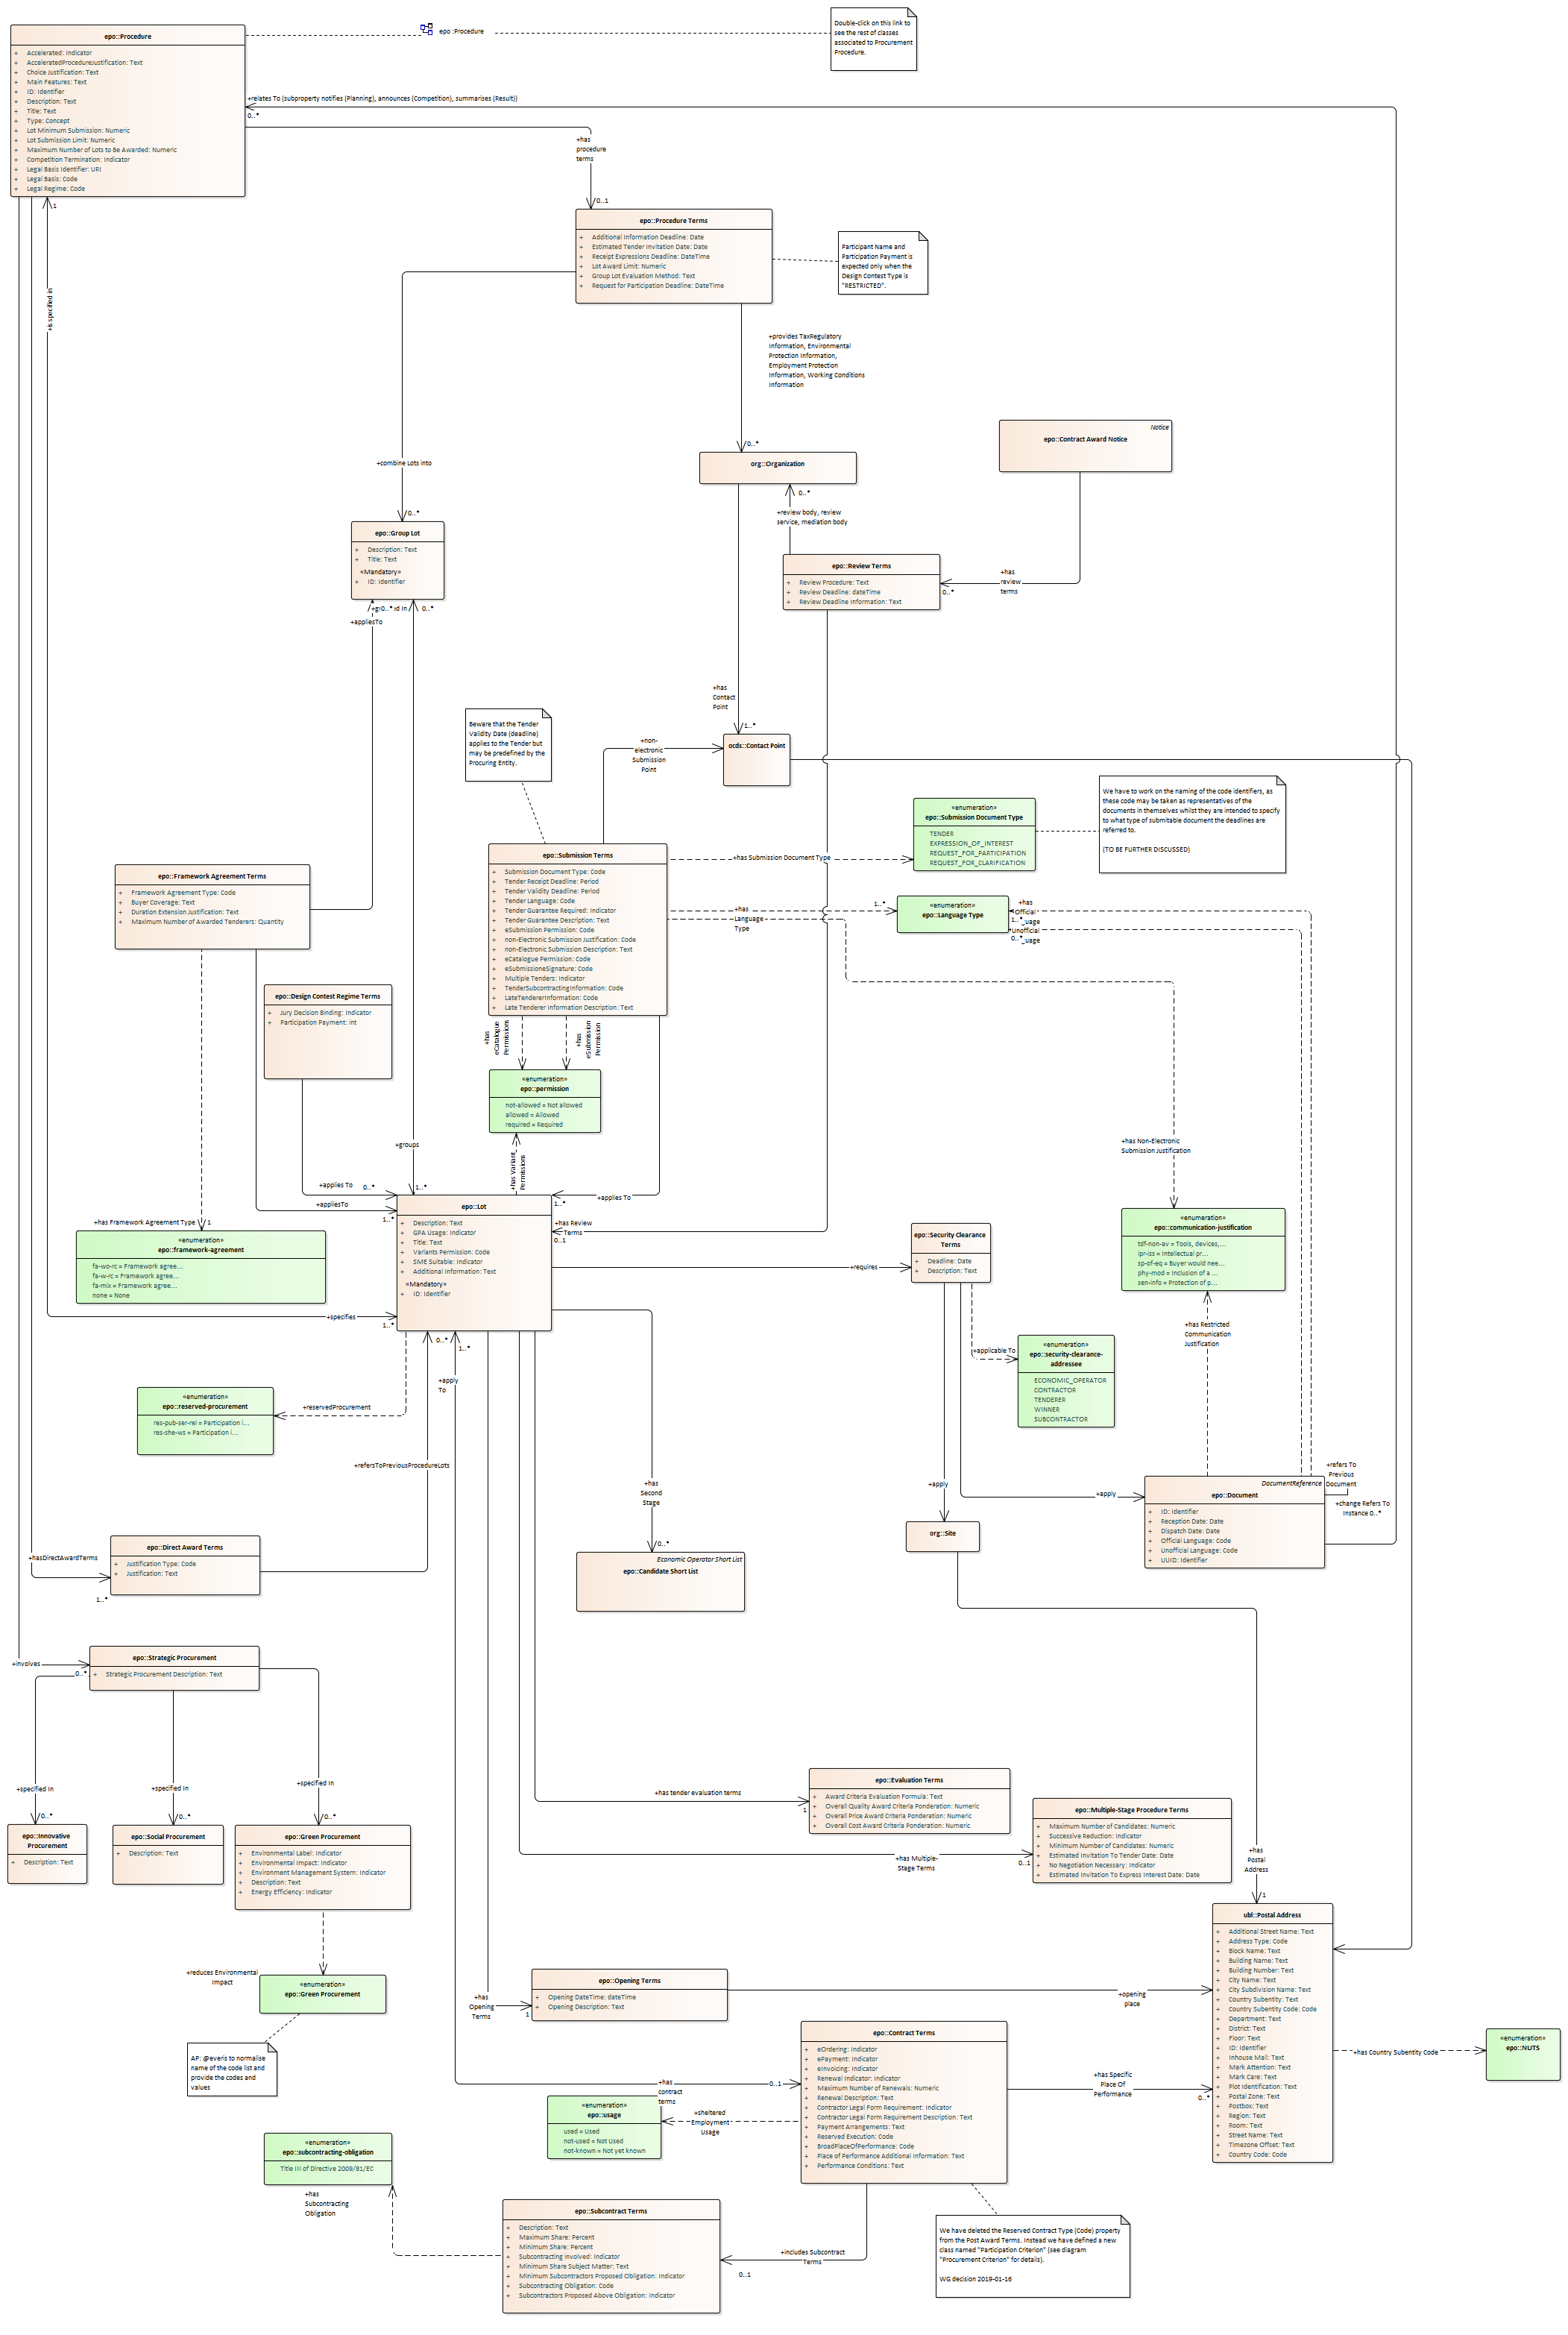 epo::Procedure
+ Accelerated: Indicator
+ AcceleratedProcedureJustification: Text
+ Choice Justification: Text
+ Main Features: Text
+ ID: Identifier
+ Description: Text
+ Title: Text
+ Type: Concept
+ Lot Minimum Submission: Numeric
+ Lot Submission Limit: Numeric
+ Maximum Number of Lots to Be Awarded: Numeric
+ Competition Termination: Indicator
+ Legal Basis Identifier: URI
+ Legal Basis: Code
+ Legal Regime: Code
epo :Procedure
Double-click on this link to
see the rest of classes
associated to Procurement
Procedure.
+relates To (subproperty notifies (Planning), announces (Competition), summarises (Result))
0..*
+has
procedure
terms
0..1
1
+is specified in
epo::Procedure Terms
+ Additional Information Deadline: Date
+ Estimated Tender Invitation Date: Date
+ Receipt Expressions Deadline: DateTime
+ Lot Award Limit: Numeric
+ Group Lot Evaluation Method: Text
+ Request for Participation Deadline: DateTime
Participant Name and
Participation Payment is
expected only when the
Design Contest Type is
"RESTRICTED".
+provides TaxRegulatory
Information, Environmental
Protection Information,
Employment Protection
Information, Working Conditions
Information
0..*
+combine Lots into
0..*
org::Organization
Notice
epo::Contract Award Notice
0..*
+review body, review
service, mediation body
epo::Group Lot
+ Description: Text
+ Title: Text
«Mandatory»
+ ID: Identifier
epo::Review Terms
+ Review Procedure: Text
+ Review Deadline: dateTime
+ Review Deadline Information: Text
+has
review
terms
0..*
0..*
0..*
+appliesTo
+has
Contact
Point
1..*
ocds::Contact Point
Beware that the Tender
Validity Date (deadline)
applies to the Tender but
may be predefined by the
Procuring Entity.
+non-
electronic
Submission
Point
«enumeration»
epo::Submission Document Type
TENDER
EXPRESSION_OF_INTEREST
REQUEST_FOR_PARTICIPATION
REQUEST_FOR_CLARIFICATION
We have to work on the naming of the code identifiers, as
these code may be taken as representatives of the
documents in themselves whilst they are intended to specify
to what type of submitable document the deadlines are
referred to.
(TO BE FURTHER DISCUSSED)
epo::Submission Terms
+ Submission Document Type: Code
+ Tender Receipt Deadline: Period
+ Tender Validity Deadline: Period
+ Tender Language: Code
+ Tender Guarantee Required: Indicator
+ Tender Guarantee Description: Text
+ eSubmission Permission: Code
+ non-Electronic Submission Justification: Code
+ non-Electronic Submission Description: Text
+ eCatalogue Permission: Code
+ eSubmissioneSignature: Code
+ Multiple Tenders: Indicator
+ TenderSubcontractingInformation: Code
+ LateTendererInformation: Code
+ Late Tenderer Information Description: Text
+has Submission Document Type
+has
Language
Type
1..*
«enumeration»
epo::Language Type
+has
Official
1..*
Unofficial
0..*
epo::Framework Agreement Terms
+ Framework Agreement Type: Code
+ Buyer Coverage: Text
+ Duration Extension Justification: Text
+ Maximum Number of Awarded Tenderers: Quantity
epo::Design Contest Regime Terms
+ Jury Decision Binding: Indicator
+ Participation Payment: int
+has
eCatalogue
Permissions
+has
eSubmission
Permission
«enumeration»
epo::permission
not-allowed = Not allowed
allowed = Allowed
required = Required
+has Variant
Permissions
+groups
1..*
+applies To
0..*
+appliesTo
1..*
+applies To
1..*
+has Non-Electronic
Submission Justification
+has Framework Agreement Type
1
«enumeration»
epo::framework-agreement
fa-wo-rc = Framework agree...
fa-w-rc = Framework agree...
fa-mix = Framework agree...
none = None
epo::Lot
+ Description: Text
+ GPA Usage: Indicator
+ Title: Text
+ Variants Permission: Code
+ SME Suitable: Indicator
+ Additional Information: Text
«Mandatory»
+ ID: Identifier
+has Review
Terms
0..1
+requires
epo::Security Clearance
Terms
+ Deadline: Date
+ Description: Text
«enumeration»
epo::communication-justification
tdf-non-av = Tools, devices,...
ipr-iss = Intellectual pr...
sp-of-eq = Buyer would nee...
phy-mod = Inclusion of a ...
sen-info = Protection of p...
+specifies
1..*
0..*
1..*
+has Restricted
Communication
Justification
+applicable To
«enumeration»
epo::security-clearance-
addressee
ECONOMIC_OPERATOR
CONTRACTOR
TENDERER
WINNER
SUBCONTRACTOR
«enumeration»
epo::reserved-procurement
res-pub-ser-rei = Participation i...
res-she-ws = Participation i...
+reservedProcurement
+apply
To
+refersToPreviousProcedureLots
+has
Second
Stage
0..*
+apply
+apply
DocumentReference
epo::Document
+ ID: Identifier
+ Reception Date: Date
+ Dispatch Date: Date
+ Official Language: Code
+ Unofficial Language: Code
+ UUID: Identifier
+refers To
Previous
Document
+change Refers To
Instance 0..*
org::Site
epo::Direct Award Terms
+ Justification Type: Code
+ Justification: Text
+hasDirectAwardTerms
1..*
Economic Operator Short List
epo::Candidate Short List
+involves
0..*
epo::Strategic Procurement
+ Strategic Procurement Description: Text
+specified In
0..*
+specified In
0..*
+specified In
0..*
epo::Innovative
Procurement
+ Description: Text
epo::Social Procurement
+ Description: Text
epo::Green Procurement
+ Environmental Label: Indicator
+ Environmental Impact: Indicator
+ Environment Management System: Indicator
+ Description: Text
+ Energy Efficiency: Indicator
+has tender evaluation terms
1
epo::Evaluation Terms
+ Award Criteria Evaluation Formula: Text
+ Overall Quality Award Criteria Ponderation: Numeric
+ Overall Price Award Criteria Ponderation: Numeric
+ Overall Cost Award Criteria Ponderation: Numeric
+has Multiple-
Stage Terms
0..1
epo::Multiple-Stage Procedure Terms
+ Maximum Number of Candidates: Numeric
+ Successive Reduction: Indicator
+ Minimum Number of Candidates: Numeric
+ Estimated Invitation To Tender Date: Date
+ No Negotiation Necessary: Indicator
+ Estimated Invitation To Express Interest Date: Date
+has
Postal
Address
1
ubl::Postal Address
+ Additional Street Name: Text
+ Address Type: Code
+ Block Name: Text
+ Building Name: Text
+ Building Number: Text
+ City Name: Text
+ City Subdivision Name: Text
+ Country Subentity: Text
+ Country Subentity Code: Code
+ Department: Text
+ District: Text
+ Floor: Text
+ ID: Identifier
+ Inhouse Mail: Text
+ Mark Attention: Text
+ Mark Care: Text
+ Plot Identification: Text
+ Postal Zone: Text
+ Postbox: Text
+ Region: Text
+ Room: Text
+ Street Name: Text
+ Timezone Offset: Text
+ Country Code: Code
+has Country Subentity Code
«enumeration»
epo::NUTS
+reduces Environmental
Impact
«enumeration»
epo::Green Procurement
AP: @everis to normalise
name of the code list and
provide the codes and
values
+has
Opening
Terms
1
epo::Opening Terms
+ Opening DateTime: dateTime
+ Opening Description: Text
+opening
place
epo::Contract Terms
+ eOrdering: Indicator
+ ePayment: Indicator
+ eInvoicing: Indicator
+ Renewal Indicator: Indicator
+ Maximum Number of Renewals: Numeric
+ Renewal Description: Text
+ Contractor Legal Form Requirement: Indicator
+ Contractor Legal Form Requirement Description: Text
+ Payment Arrangements: Text
+ Reserved Execution: Code
+ BroadPlaceOfPerformance: Code
+ Place of Performance Additional Information: Text
+ Performance Conditions: Text
+has Specific
Place Of
Performance
0..*
+has
contract
terms
0..1
+sheltered
Employment
Usage
«enumeration»
epo::usage
used = Used
not-used = Not Used
not-known = Not yet known
«enumeration»
epo::subcontracting-obligation
Title III of Directive 2009/81/EC
+has
Subcontracting
Obligation
epo::Subcontract Terms
+ Description: Text
+ Maximum Share: Percent
+ Minimum Share: Percent
+ Subcontracting Involved: Indicator
+ Minimum Share Subject Matter: Text
+ Minimum Subcontractors Proposed Obligation: Indicator
+ Subcontracting Obligation: Code
+ Subcontractors Proposed Above Obligation: Indicator
+includes Subcontract
Terms
0..1
We have deleted the Reserved Contract Type (Code) property
from the Post Award Terms. Instead we have defined a new
class named "Participation Criterion" (see diagram
"Procurement Criterion" for details).
WG decision 2019-01-16